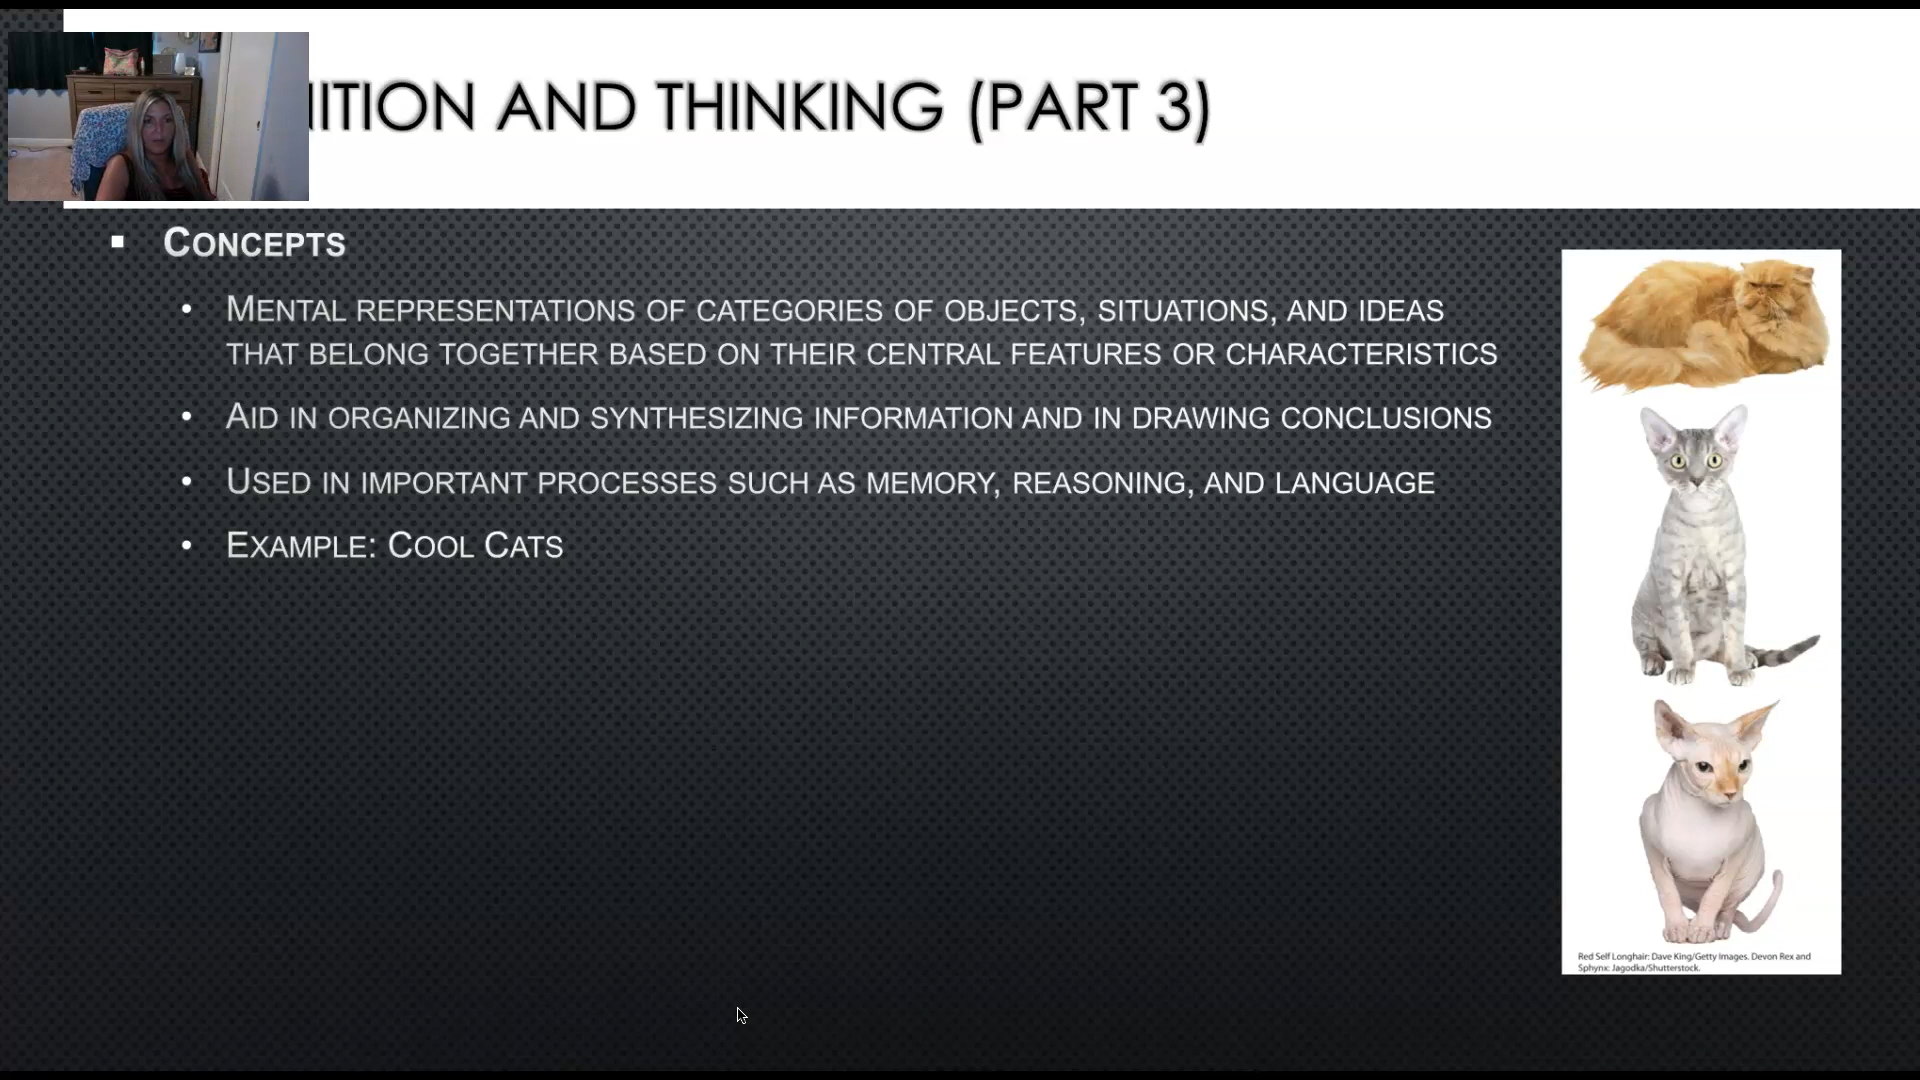 NITION AND THINKING (PART 3)
▪ CONCEPTS
• MENTAL REPRESENTATIONS OF CATEGORIES OF OBJECTS, SITUATIONS, AND IDEAS
THAT BELONG TOGETHER BASED ON THEIR CENTRAL FEATURES OR CHARACTERISTICS
• AID IN ORGANIZING AND SYNTHESIZING INFORMATION AND IN DRAWING CONCLUSIONS
• USED IN IMPORTANT PROCESSES SUCH AS MEMORY, REASONING, AND LANGUAGE
• EXAMPLE: COOL CATS
Red Self Longhair: Dave King/Getty Images. Devon Rex and
Sphynx: Jagodka/Shutterstock.